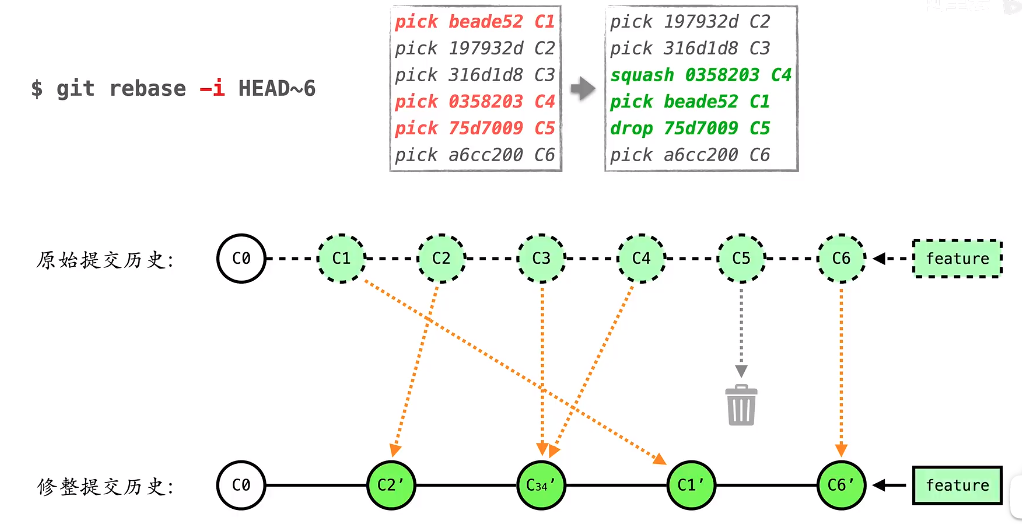 $ git rebase -i HEAD~6
pick beade52 C1
pick 197932d C2
pick 316d1d8 C3
pick 0358203 C4
pick 75d7009 C5
pick a6cc200 C6
pick 197932d C2
pick 316d1d8 C3
squash 0358203 C4
pick beade52 C1
drop 75d7009 C5
pick a6cc200 C6
原始提交历史: C0 C1 C2 C3 C4 C5 C6 feature
修整提交历史: C0 C2′ C34′ C1′ C6′ feature